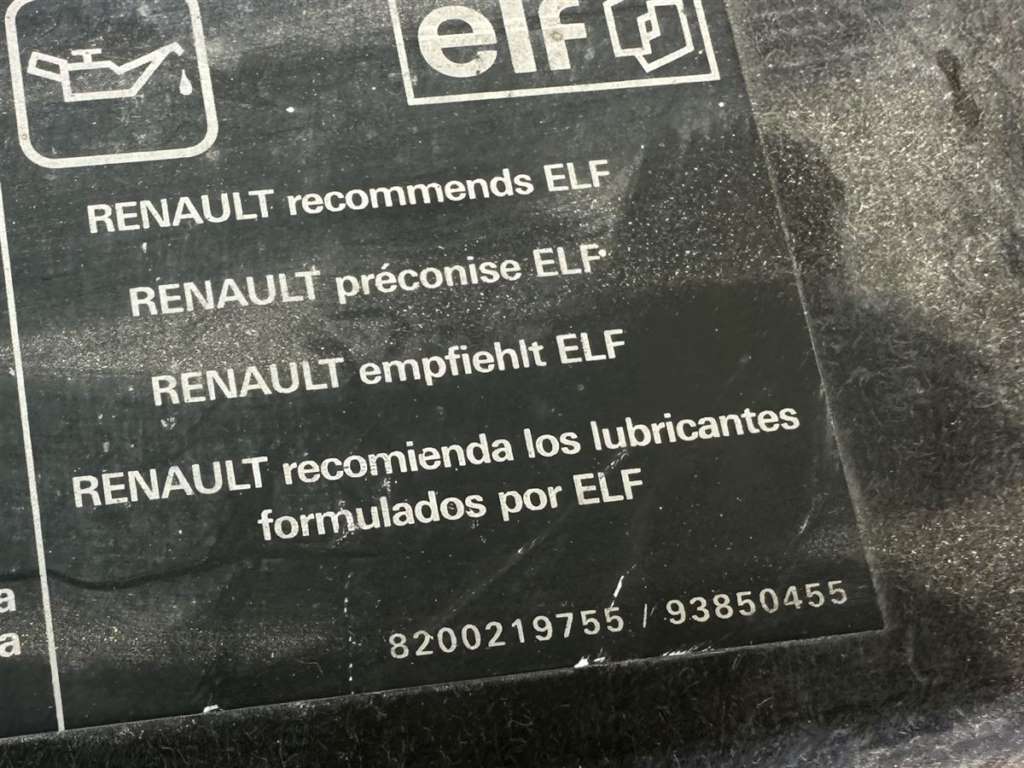 elf
RENAULT recommends ELF
RENAULT préconise ELF
RENAULT empfiehlt ELF
RENAULT recomienda los lubricantes
formulados por ELF
a
a
8200219755 / 93850455